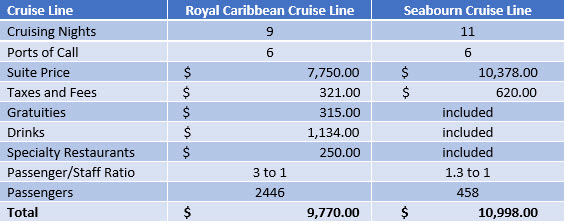 Cruise Line Royal Caribbean Cruise Line Seabourn Cruise Line
Cruising Nights 9 11
Ports of Call 6 6
Suite Price $ 7,750.00 $ 10,378.00
Taxes and Fees $ 321.00 $ 620.00
Gratuities $ 315.00 included
Drinks $ 1,134.00 included
Specialty Restaurants $ 250.00 included
Passenger/Staff Ratio 3 to 1 1.3 to 1
Passengers 2446 458
Total $ 9,770.00 $ 10,998.00